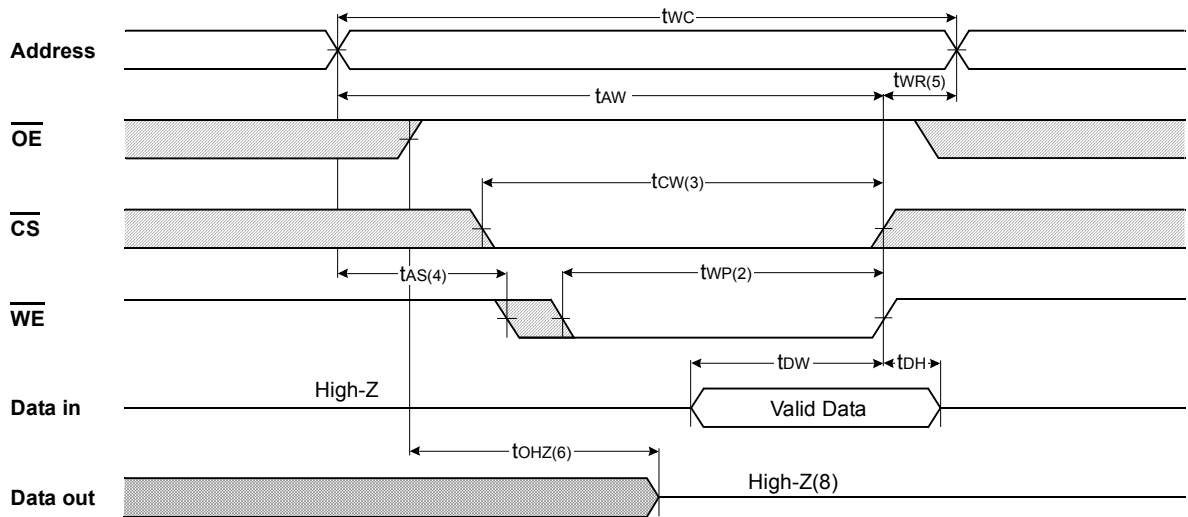 tWC
Address
tWR(5)
tAW
OE
tCW(3)
CS
tAS(4)
tWP(2)
WE
tDW
tDH
High-Z
Data in
Valid Data
tOHZ(6)
High-Z(8)
Data out